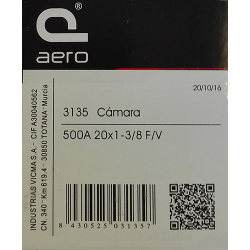 aero
20/10/16
3135 Cámara
500A 20x1-3/8 F/V
INDUSTRIAS VICMA S.A.- CIF A30040562
CN. 340 - Km 619.4 - 30850 TOTANA- Murcia
8 430525 031357